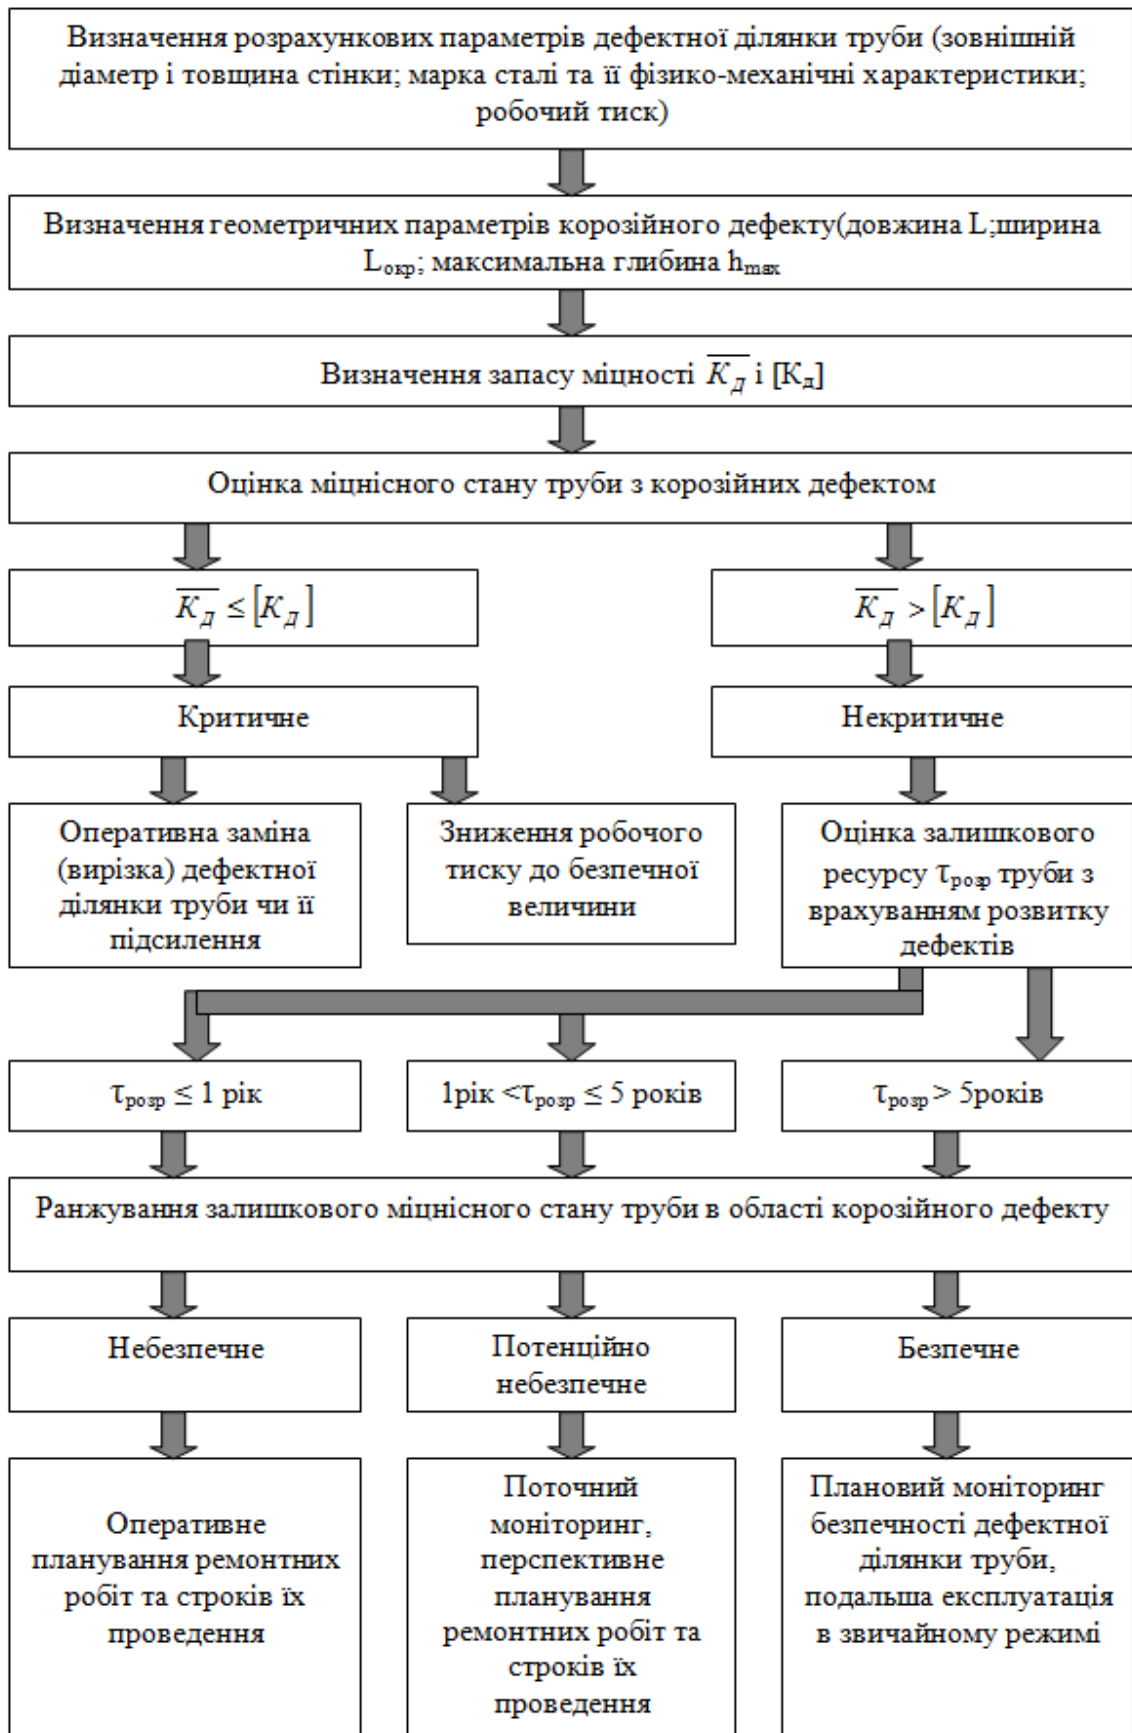 Визначення розрахункових параметрів дефектної ділянки труби (зовнішній
діаметр і товщина стінки; марка сталі та її фізико-механічні характеристики;
робочий тиск)
Визначення геометричних параметрів корозійного дефекту(довжина L;ширина
Lокр; максимальна глибина hmax
Визначення запасу міцності K̅Д і [Кд]
Оцінка міцнісного стану труби з корозійних дефектом
K̅Д ≤ [KД]
K̅Д > [KД]
Критичне
Некритичне
Оперативна заміна
(вирізка) дефектної
ділянки труби чи її
підсилення
Зниження робочого
тиску до безпечної
величини
Оцінка залишкового
ресурсу τрозр труби з
врахуванням розвитку
дефектів
τрозр ≤ 1 рік
1рік <τрозр ≤ 5 років
τрозр > 5років
Ранжування залишкового міцнісного стану труби в області корозійного дефекту
Небезпечне
Потенційно
небезпечне
Безпечне
Оперативне
планування ремонтних
робіт та строків їх
проведення
Поточний
моніторинг,
перспективне
планування
ремонтних робіт та
строків їх
проведення
Плановий моніторинг
безпечності дефектної
ділянки труби,
подальша експлуатація
в звичайному режимі